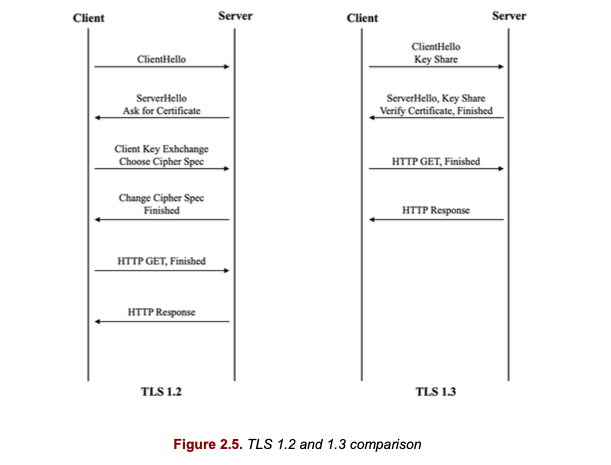 Client
Server
ClientHello
ServerHello
Ask for Certificate
Client Key Exhchange
Choose Cipher Spec
Change Cipher Spec
Finished
HTTP GET, Finished
HTTP Response
TLS 1.2
Client
Server
ClientHello
Key Share
ServerHello, Key Share
Verify Certificate, Finished
HTTP GET, Finished
HTTP Response
TLS 1.3
Figure 2.5. TLS 1.2 and 1.3 comparison